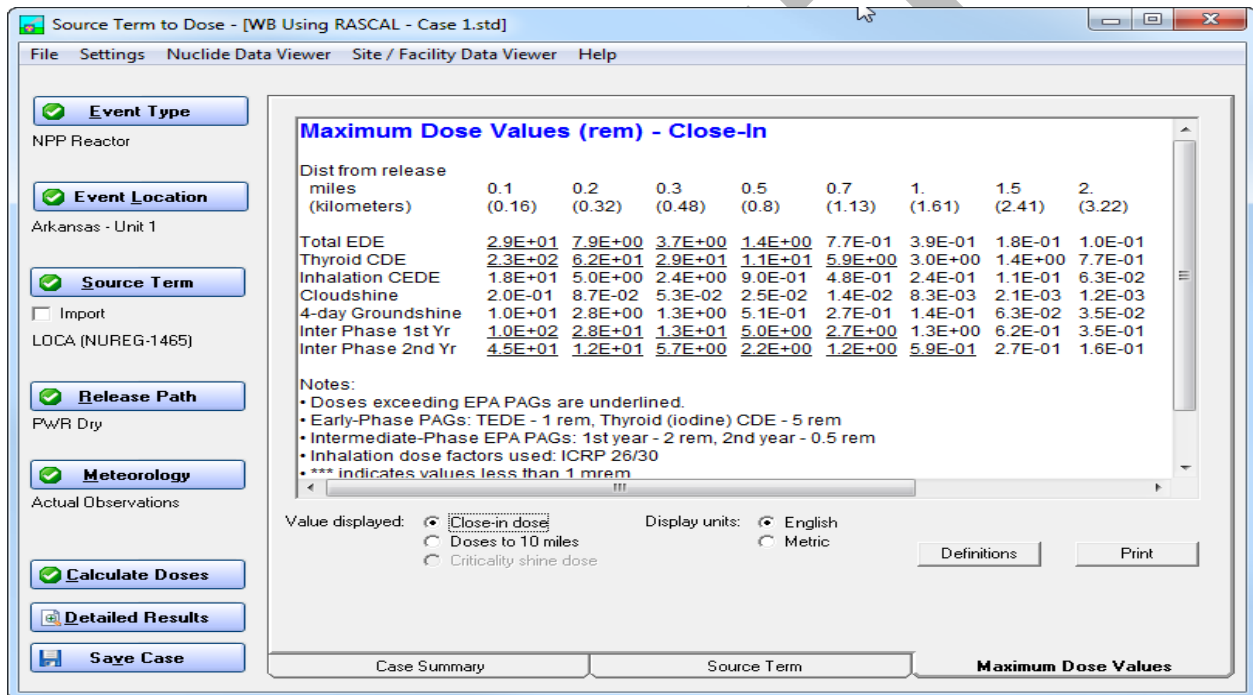 Source Term to Dose - [WB Using RASCAL - Case 1.std]
File Settings Nuclide Data Viewer Site / Facility Data Viewer Help
Event Type
NPP Reactor
Event Location
Arkansas - Unit 1
Source Term
Import
LOCA (NUREG-1465)
Release Path
PWR Dry
Meteorology
Actual Observations
Calculate Doses
Detailed Results
Save Case
Maximum Dose Values (rem) - Close-In
Dist from release
miles 0.1 0.2 0.3 0.5 0.7 1. 1.5 2.
(kilometers) (0.16) (0.32) (0.48) (0.8) (1.13) (1.61) (2.41) (3.22)
Total EDE 2.9E+01 7.9E+00 3.7E+00 1.4E+00 7.7E-01 3.9E-01 1.8E-01 1.0E-01
Thyroid CDE 2.3E+02 6.2E+01 2.9E+01 1.1E+01 5.9E+00 3.0E+00 1.4E+00 7.7E-01
Inhalation CEDE 1.8E+01 5.0E+00 2.4E+00 9.0E-01 4.8E-01 2.4E-01 1.1E-01 6.3E-02
Cloudshine 2.0E-01 8.7E-02 5.3E-02 2.5E-02 1.4E-02 8.3E-03 2.1E-03 1.2E-03
4-day Groundshine 1.0E+01 2.8E+00 1.3E+00 5.1E-01 2.7E-01 1.4E-01 6.3E-02 3.5E-02
Inter Phase 1st Yr 1.0E+02 2.8E+01 1.3E+01 5.0E+00 2.7E+00 1.3E+00 6.2E-01 3.5E-01
Inter Phase 2nd Yr 4.5E+01 1.2E+01 5.7E+00 2.2E+00 1.2E+00 5.9E-01 2.7E-01 1.6E-01
Notes:
• Doses exceeding EPA PAGs are underlined.
• Early-Phase PAGs: TEDE - 1 rem, Thyroid (iodine) CDE - 5 rem
• Intermediate-Phase EPA PAGs: 1st year - 2 rem, 2nd year - 0.5 rem
• Inhalation dose factors used: ICRP 26/30
• *** indicates values less than 1 mrem
Value displayed: Close-in dose Display units: English
Doses to 10 miles Metric
Criticality shine dose
Definitions Print
Case Summary Source Term Maximum Dose Values